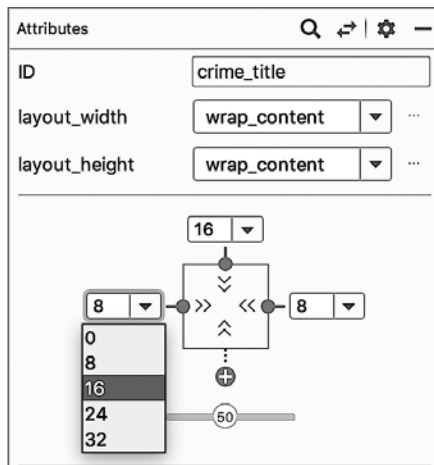 Attributes
ID crime_title
layout_width wrap_content ...
layout_height wrap_content ...
16
8 8
0
8
16
24
32
50